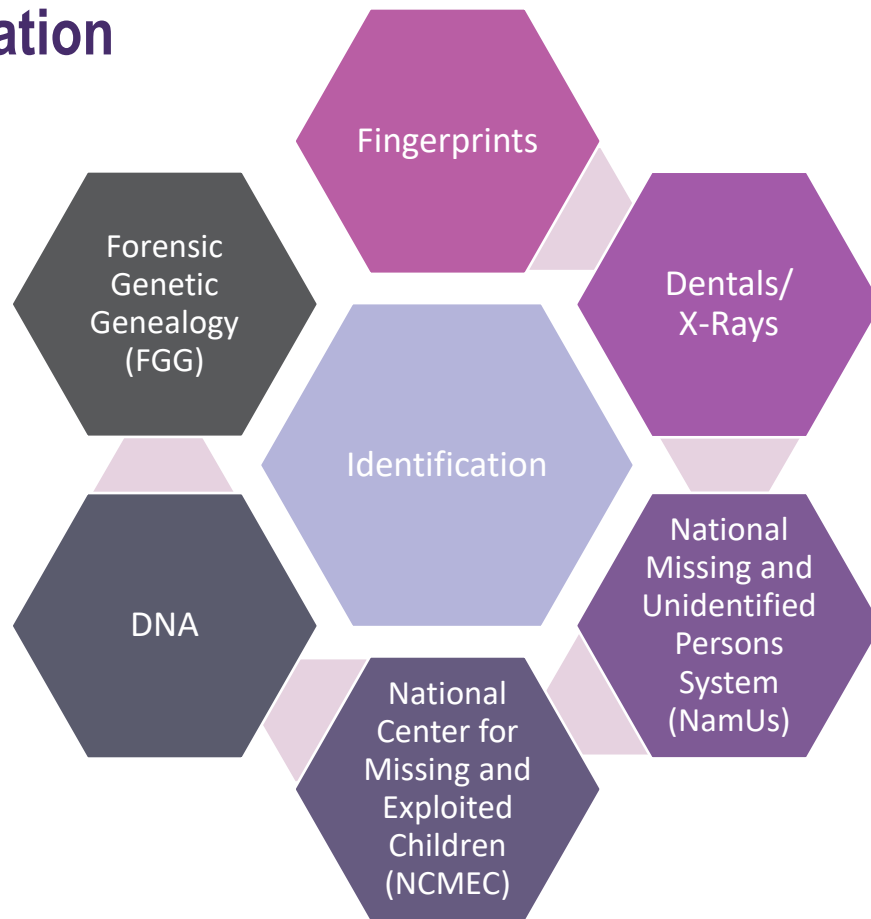 ation
Fingerprints
Dentals/
X-Rays
National
Missing and
Unidentified
Persons
System
(NamUs)
National
Center for
Missing and
Exploited
Children
(NCMEC)
DNA
Forensic
Genetic
Genealogy
(FGG)
Identification